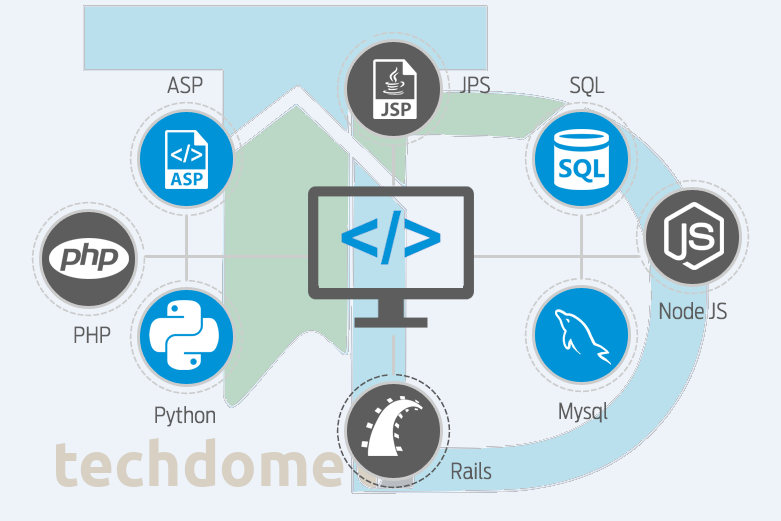 JSP
JPS
ASP
</>
ASP
SQL
SQL
php
PHP
</>
JS
Node JS
Python
Mysql
Rails
techdome